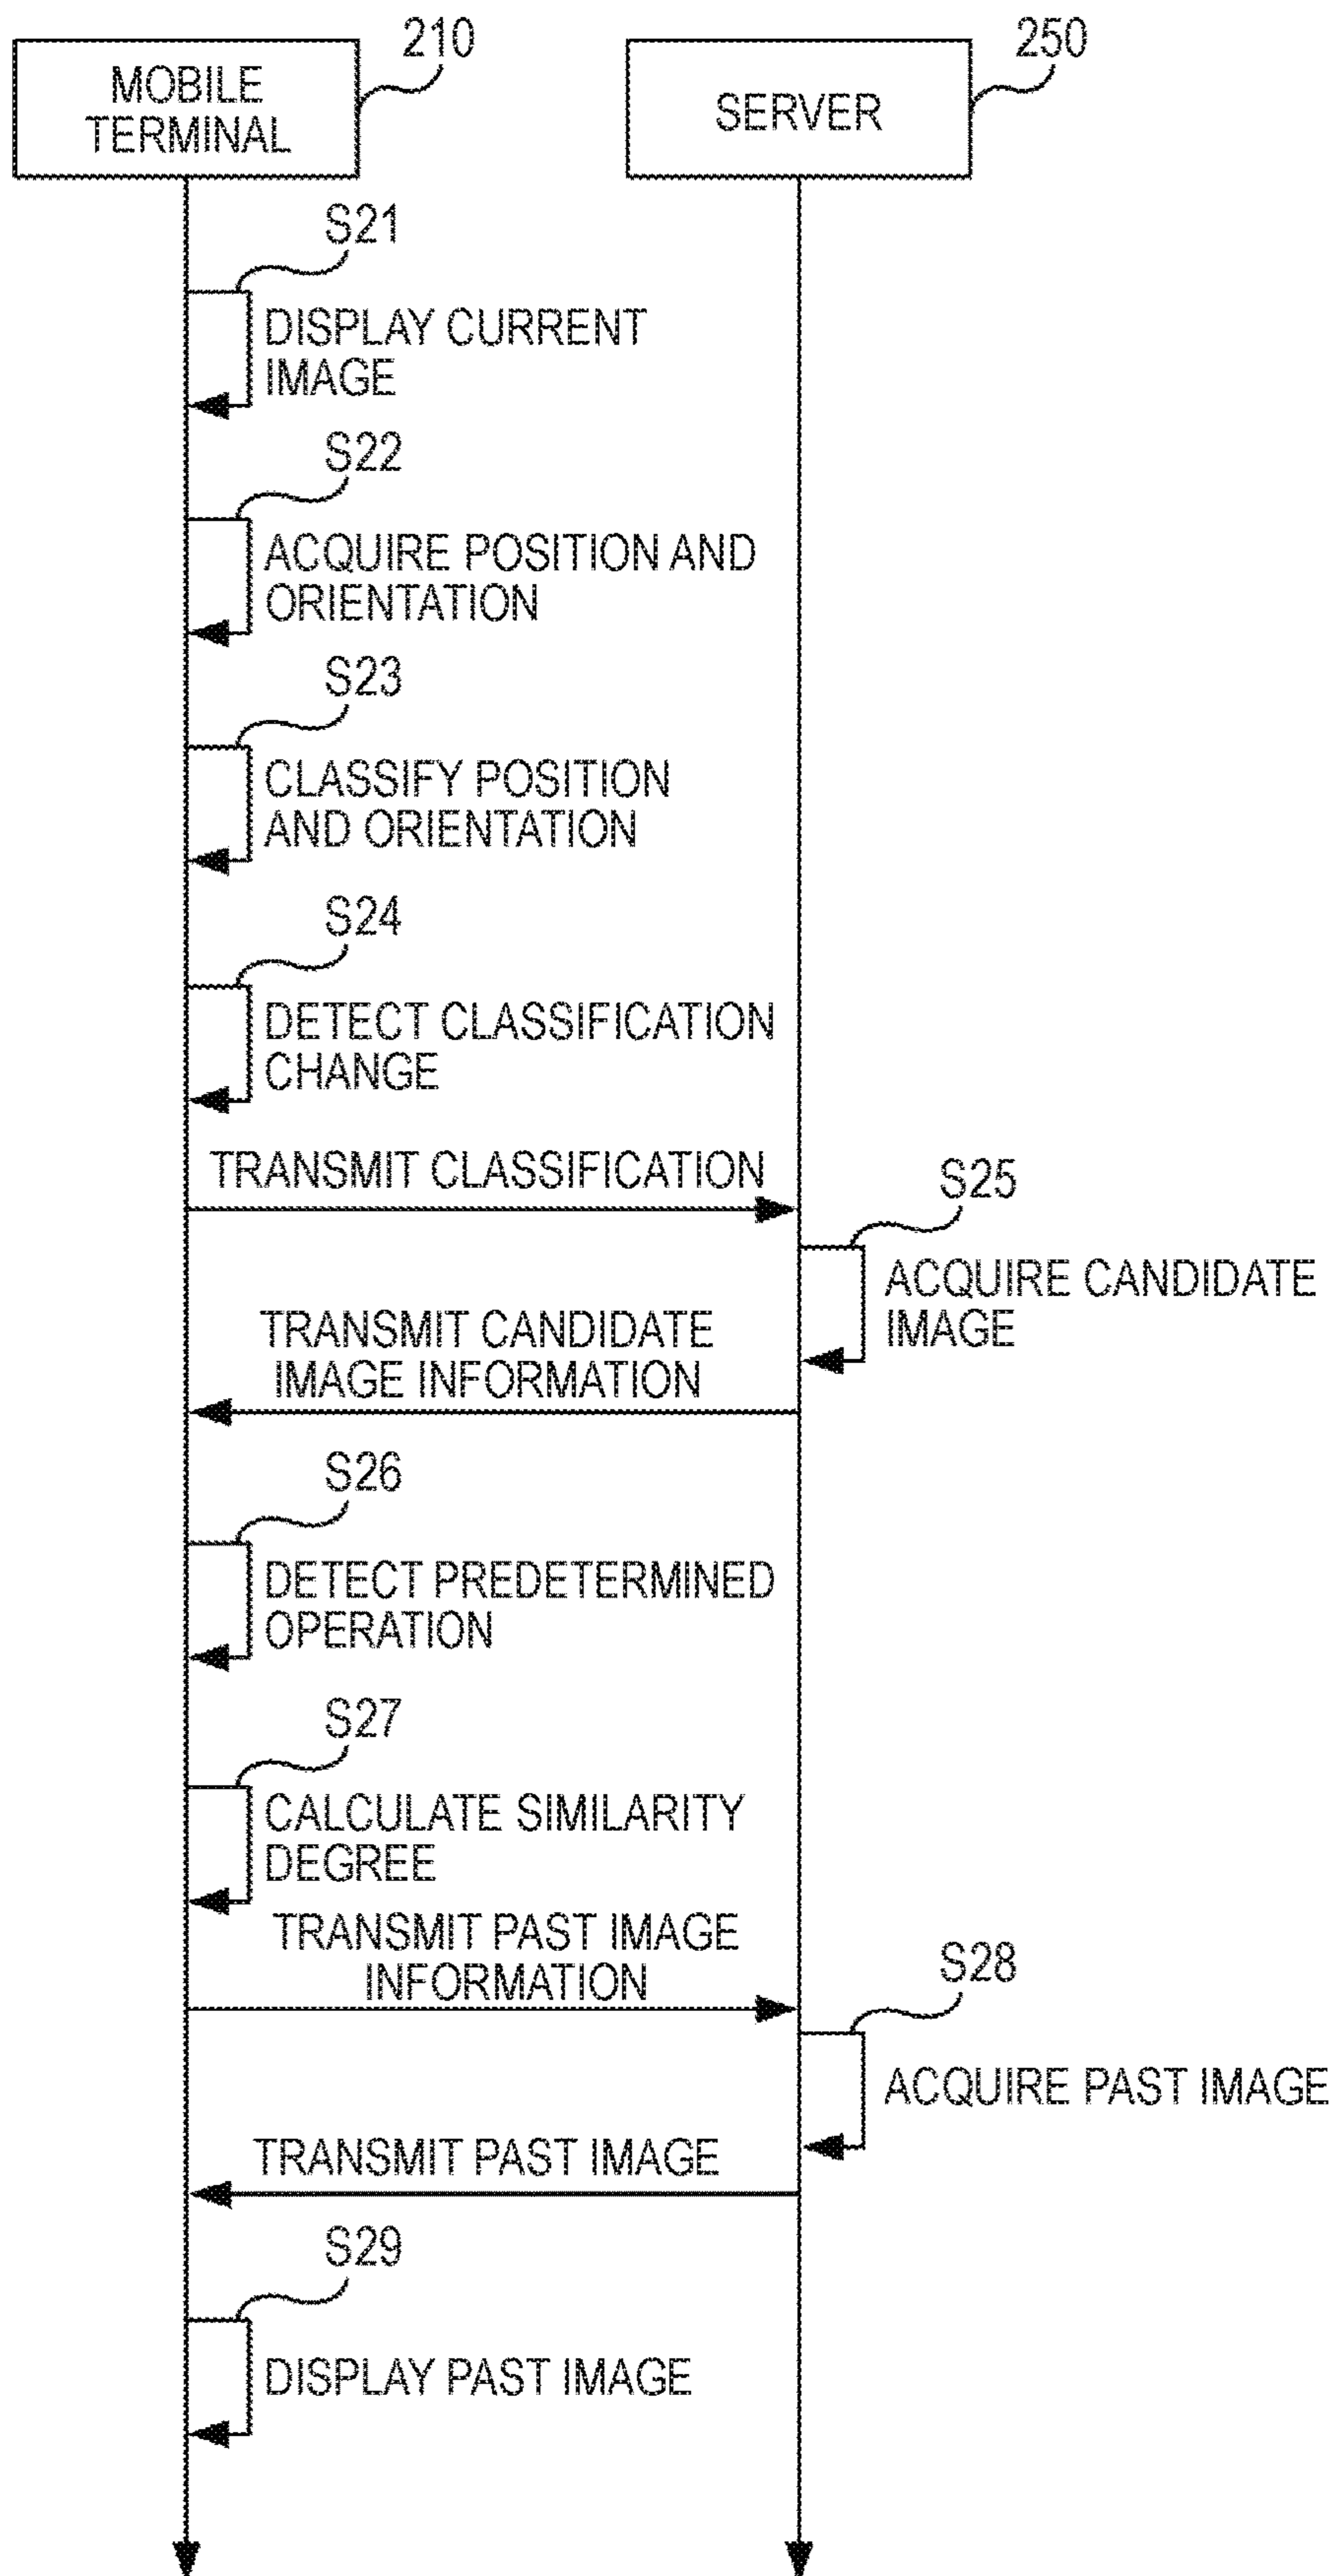 210
MOBILE
TERMINAL
250
SERVER
S21
DISPLAY CURRENT
IMAGE
S22
ACQUIRE POSITION AND
ORIENTATION
S23
CLASSIFY POSITION
AND ORIENTATION
S24
DETECT CLASSIFICATION
CHANGE
TRANSMIT CLASSIFICATION
S25
ACQUIRE CANDIDATE
IMAGE
TRANSMIT CANDIDATE
IMAGE INFORMATION
S26
DETECT PREDETERMINED
OPERATION
S27
CALCULATE SIMILARITY
DEGREE
TRANSMIT PAST IMAGE
INFORMATION
S28
ACQUIRE PAST IMAGE
TRANSMIT PAST IMAGE
S29
DISPLAY PAST IMAGE